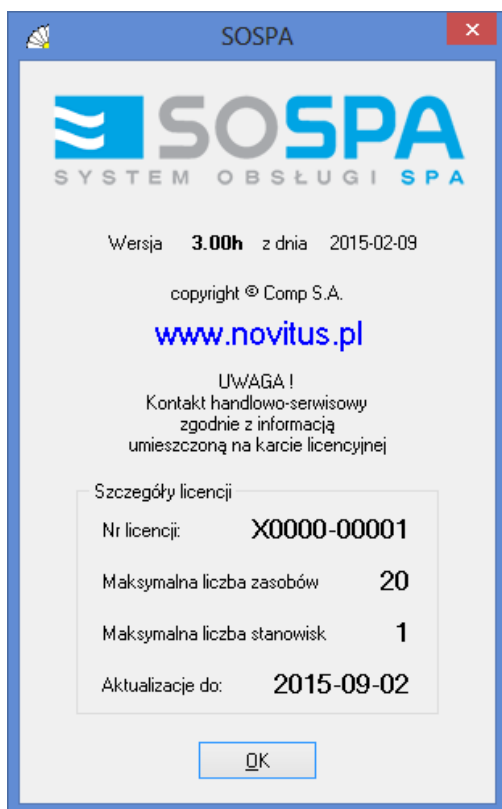 SOSPA
SOSPA
SYSTEM OBSŁUGI SPA
Wersja 3.00h z dnia 2015-02-09
copyright © Comp S.A.
www.novitus.pl
UWAGA !
Kontakt handlowo-serwisowy
zgodnie z informacją
umieszczoną na karcie licencyjnej
Szczegóły licencji
Nr licencji: X0000-00001
Maksymalna liczba zasobów 20
Maksymalna liczba stanowisk 1
Aktualizacje do: 2015-09-02
OK